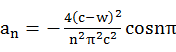 aₙ = − 4(c−w)² / n²π²c² cosnπ